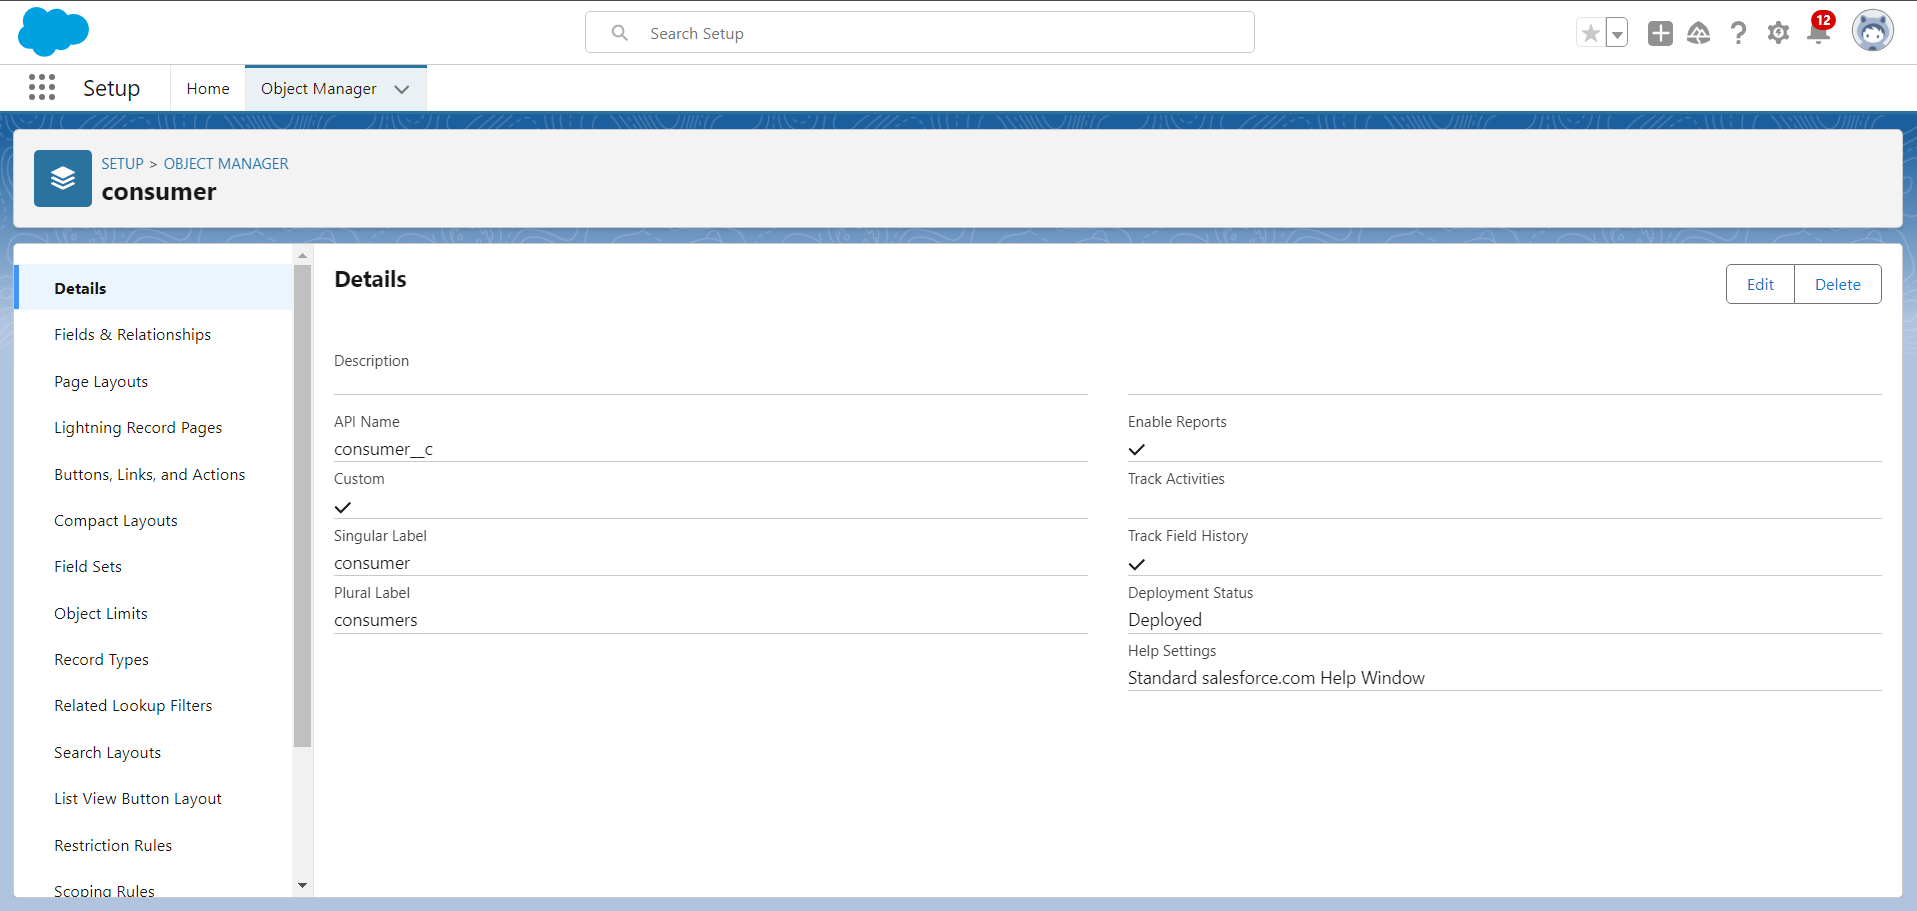 Search Setup
12
Setup
Home
Object Manager
SETUP > OBJECT MANAGER
consumer
Details
Fields & Relationships
Page Layouts
Lightning Record Pages
Buttons, Links, and Actions
Compact Layouts
Field Sets
Object Limits
Record Types
Related Lookup Filters
Search Layouts
List View Button Layout
Restriction Rules
Scoping Rules
Details
Edit
Delete
Description
API Name
consumer__c
Custom
Singular Label
consumer
Plural Label
consumers
Enable Reports
Track Activities
Track Field History
Deployment Status
Deployed
Help Settings
Standard salesforce.com Help Window